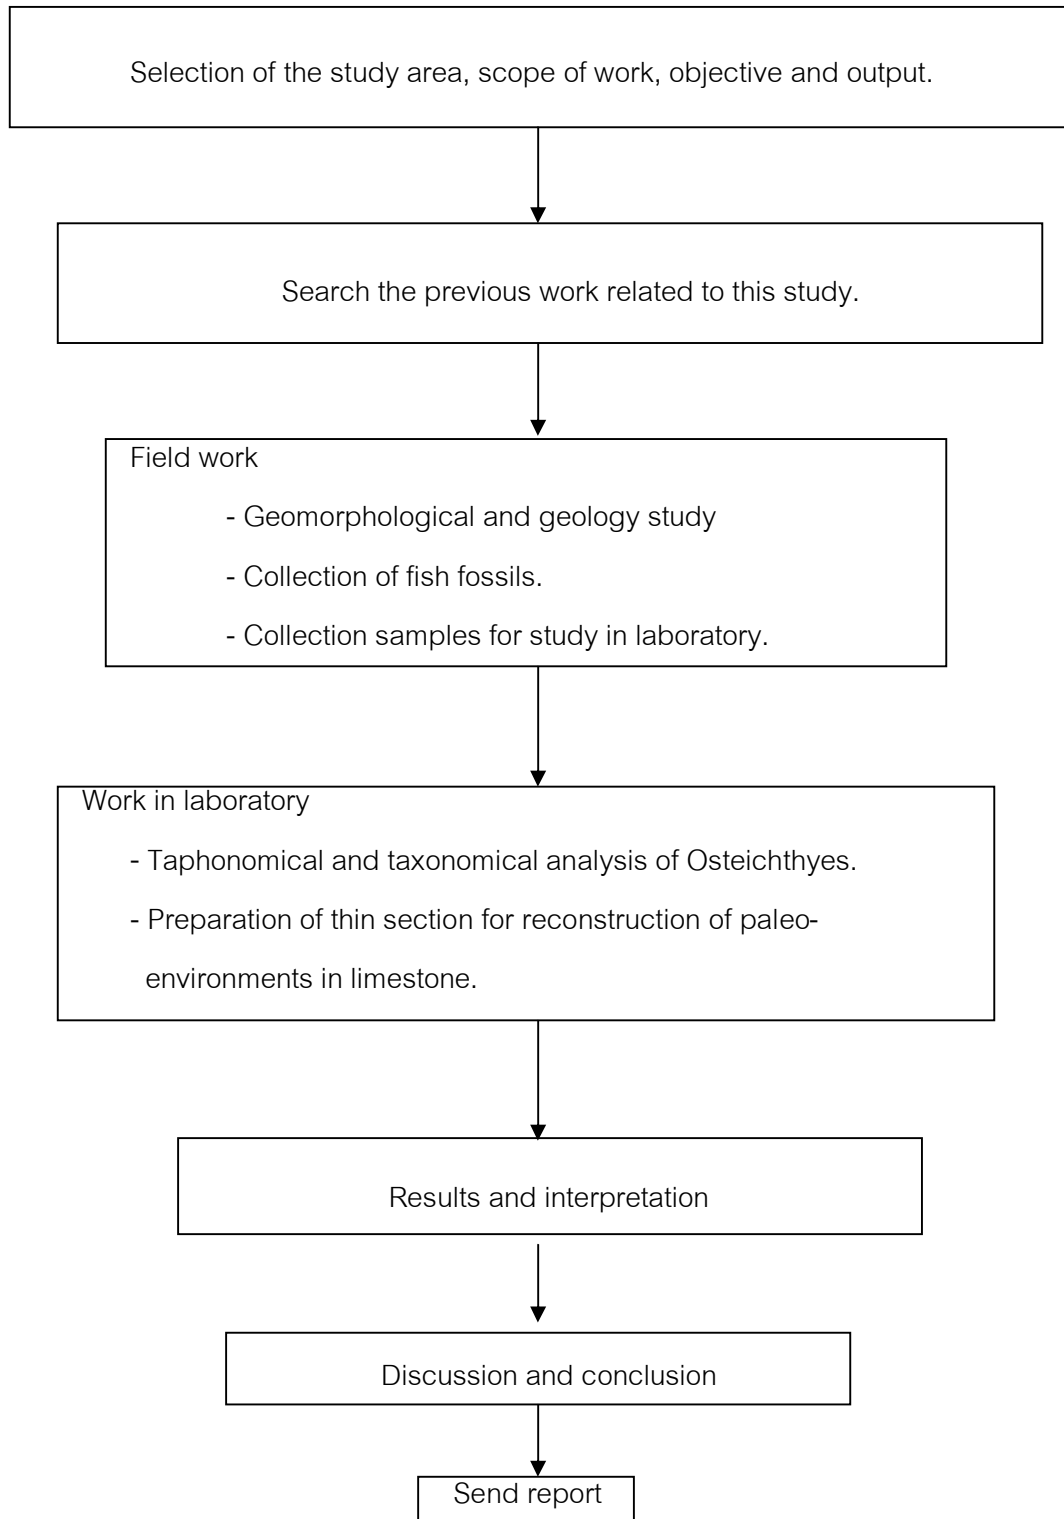 Selection of the study area, scope of work, objective and output.
Search the previous work related to this study.
Field work
- Geomorphological and geology study
- Collection of fish fossils.
- Collection samples for study in laboratory.
Work in laboratory
- Taphonomical and taxonomical analysis of Osteichthyes.
- Preparation of thin section for reconstruction of paleo-
environments in limestone.
Results and interpretation
Discussion and conclusion
Send report